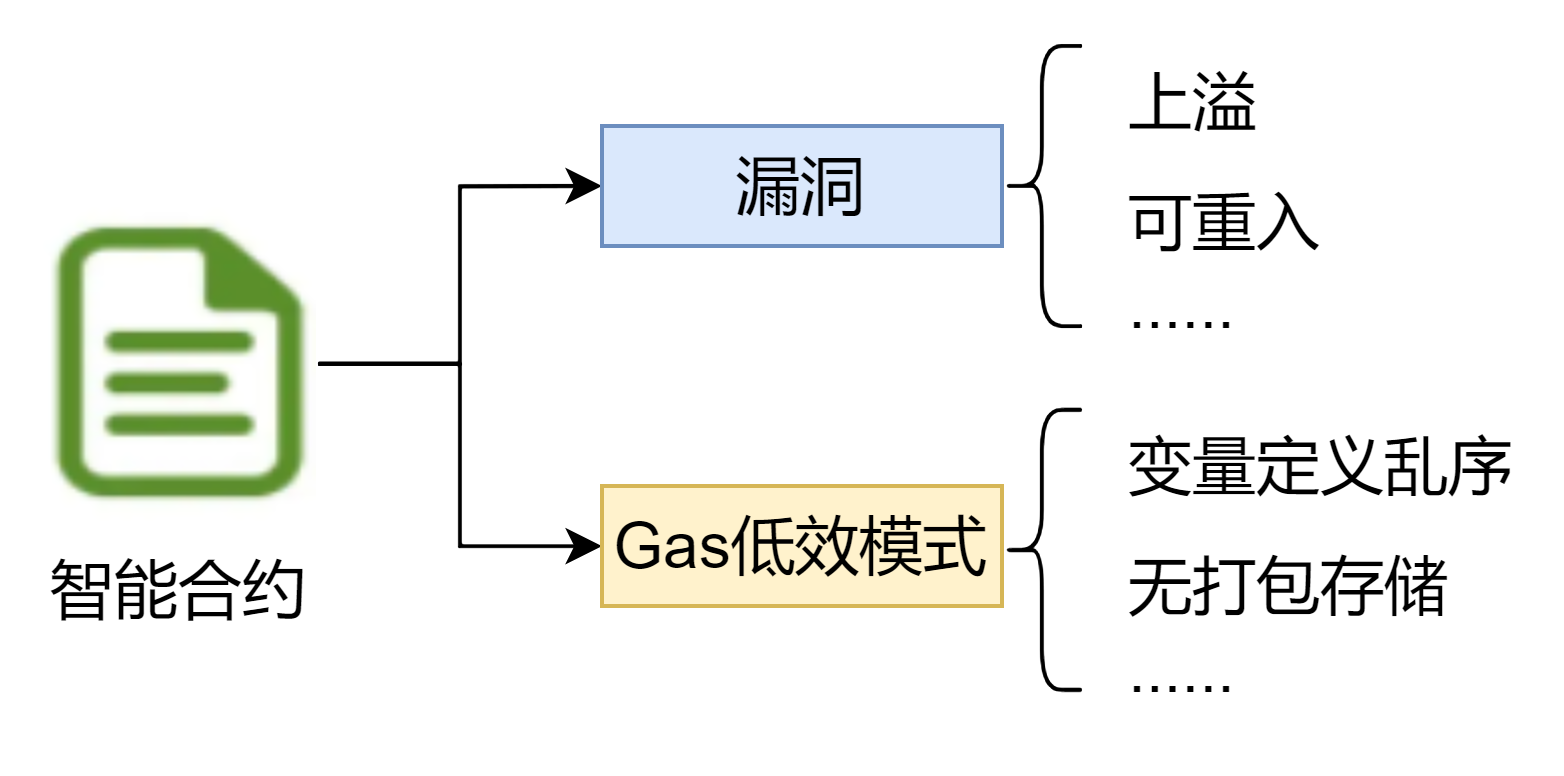 智能合约
漏洞
上溢
可重入
……
Gas低效模式
变量定义乱序
无打包存储
……